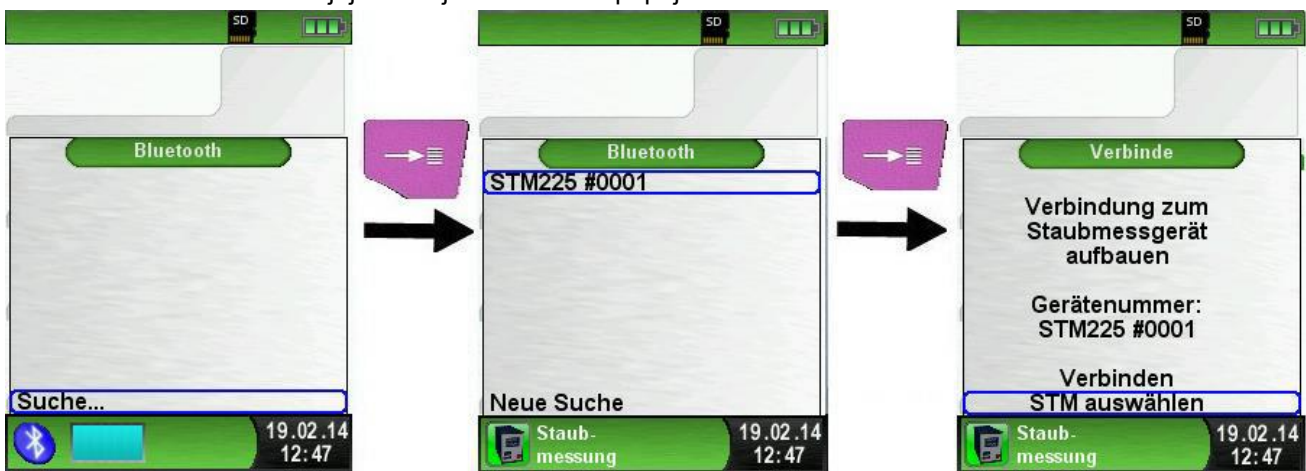 SD
Bluetooth
Suche...
19.02.14
12:47
SD
Bluetooth
STM225 #0001
Neue Suche
Staub-
messung
19.02.14
12:47
SD
Verbinde
Verbindung zum
Staubmessgerät
aufbauen
Gerätenummer:
STM225 #0001
Verbinden
STM auswählen
Staub-
messung
19.02.14
12:47